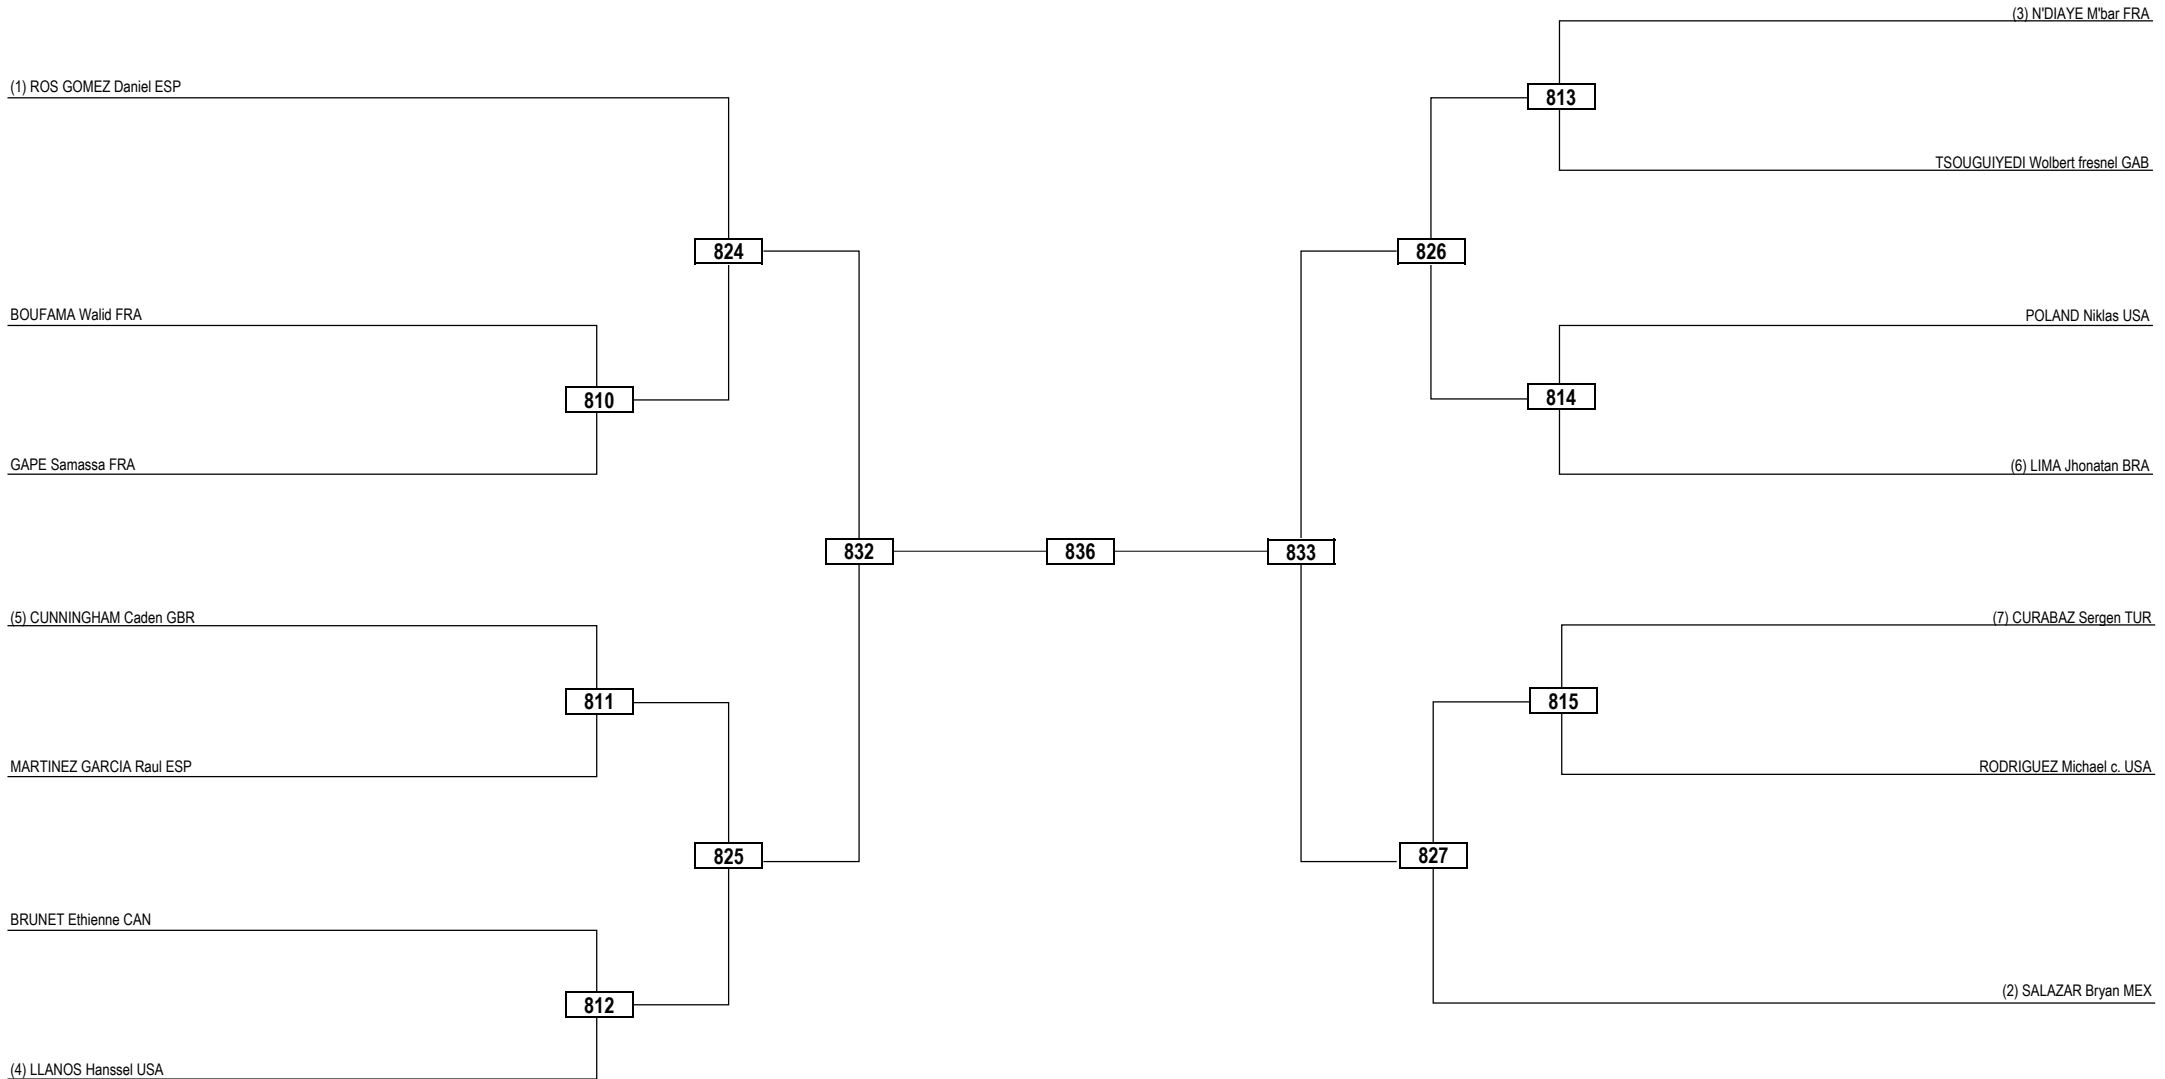 (3) N'DIAYE M'bar FRA
(1) ROS GOMEZ Daniel ESP
813
TSOUGUIYEDI Wolbert fresnel GAB
824
826
BOUFAMA Walid FRA
POLAND Niklas USA
810
814
GAPE Samassa FRA
(6) LIMA Jhonatan BRA
832
836
833
(5) CUNNINGHAM Caden GBR
(7) CURABAZ Sergen TUR
811
815
MARTINEZ GARCIA Raul ESP
RODRIGUEZ Michael c. USA
825
827
BRUNET Ethienne CAN
812
(2) SALAZAR Bryan MEX
(4) LLANOS Hanssel USA